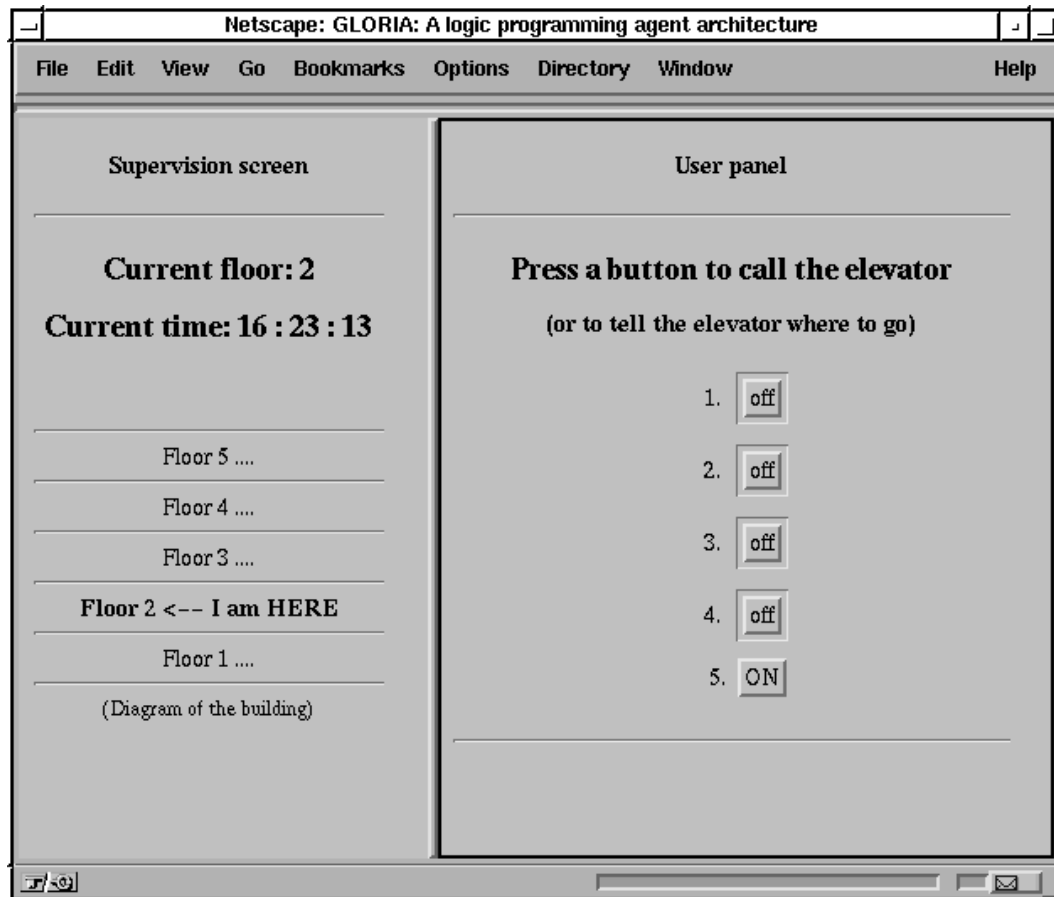 Netscape: GLORIA: A logic programming agent architecture
File Edit View Go Bookmarks Options Directory Window Help
Supervision screen
Current floor: 2
Current time: 16 : 23 : 13
Floor 5 ....
Floor 4 ....
Floor 3 ....
Floor 2 <-- I am HERE
Floor 1 ....
(Diagram of the building)
User panel
Press a button to call the elevator
(or to tell the elevator where to go)
1. off
2. off
3. off
4. off
5. ON